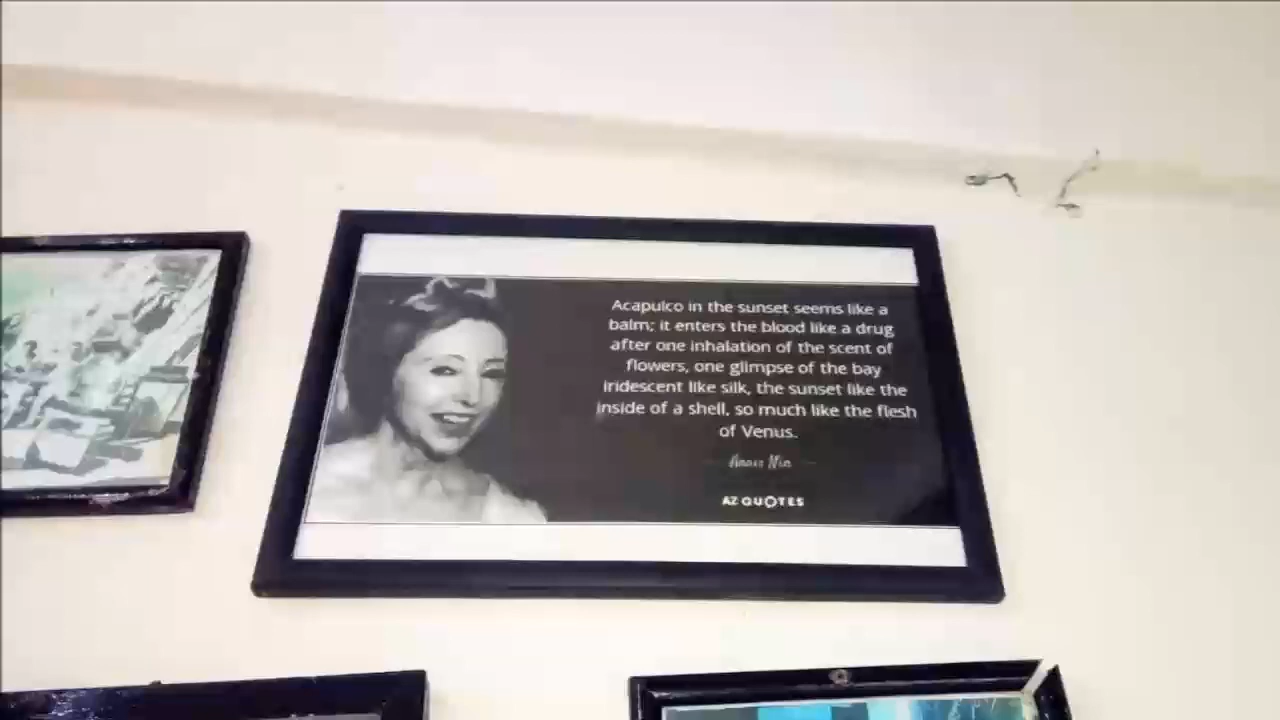 Acapulco in the sunset seems like a
balm; it enters the blood like a drug
after one inhalation of the scent of
flowers, one glimpse of the bay
iridescent like silk, the sunset like the
inside of a shell, so much like the flesh
of Venus.
Anais Nin
AZ QUOTES